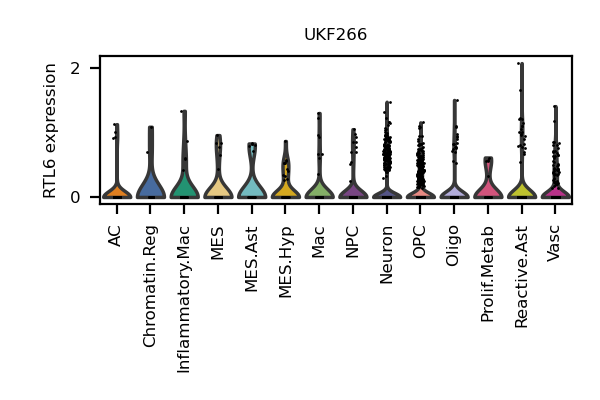 UKF266
RTL6 expression
2
0
AC
Chromatin.Reg
Inflammatory.Mac
MES
MES.Ast
MES.Hyp
Mac
NPC
Neuron
OPC
Oligo
Prolif.Metab
Reactive.Ast
Vasc